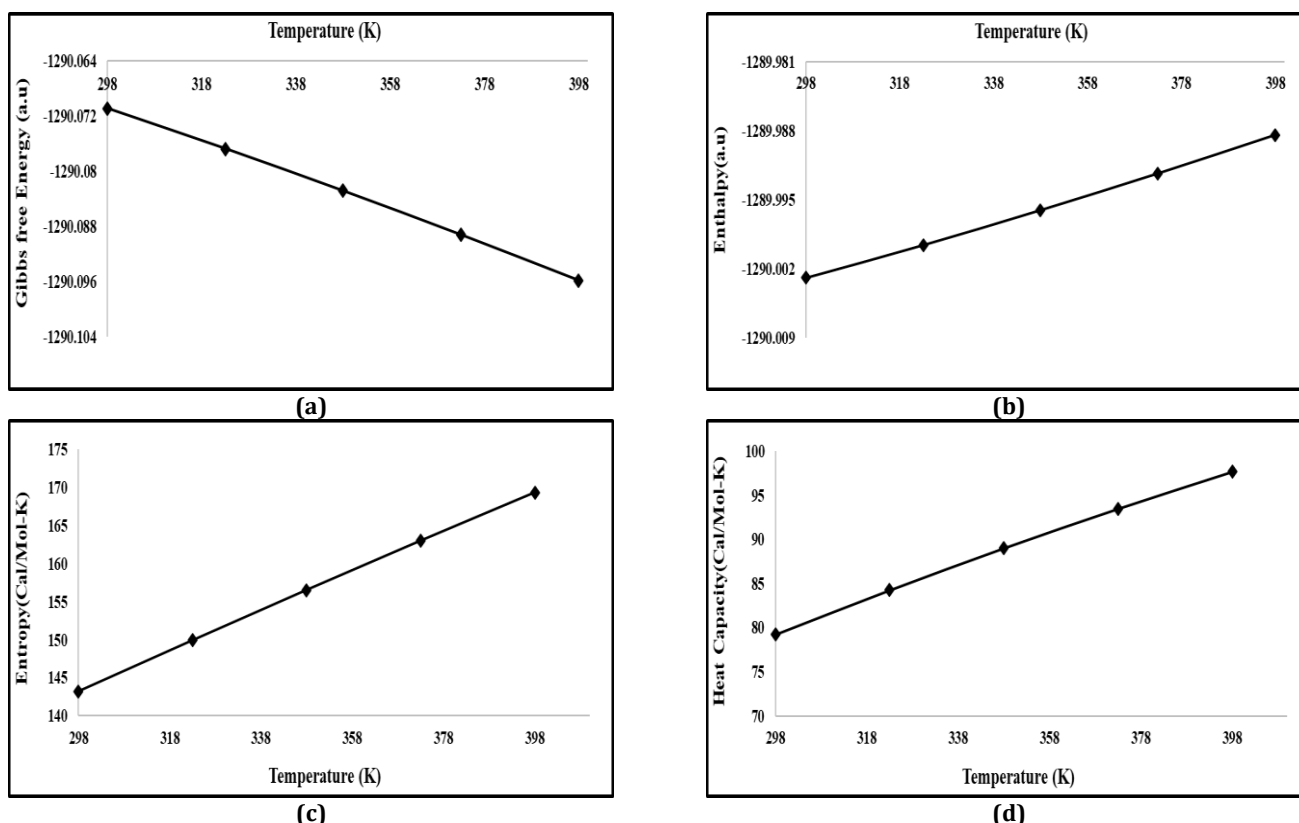 Temperature (K)
-1290.064
298 318 338 358 378 398
-1290.072
-1290.08
-1290.088
-1290.096
-1290.104
Gibbs free Energy (a.u)
(a)
Temperature (K)
-1289.981
298 318 338 358 378 398
-1289.988
-1289.995
-1290.002
-1290.009
Enthalpy(a.u)
(b)
175
170
165
160
155
150
145
140
298 318 338 358 378 398
Entropy(Cal/Mol-K)
Temperature (K)
(c)
100
95
90
85
80
75
70
298 318 338 358 378 398
Heat Capacity(Cal/Mol-K)
Temperature (K)
(d)